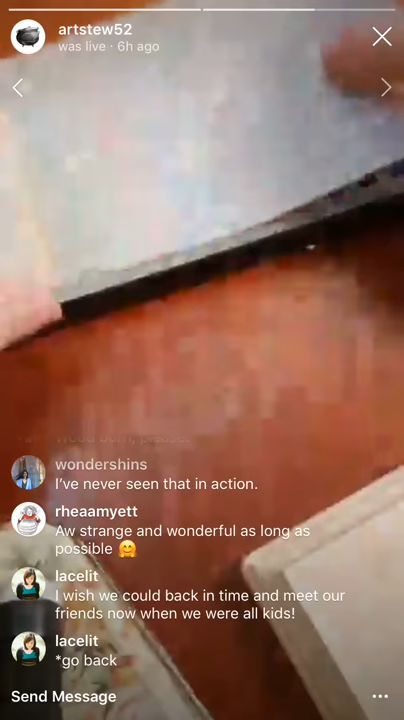 artstew52
was live · 6h ago
wondershins
I've never seen that in action.
rheaamyett
Aw strange and wonderful as long as
possible 🤗
lacelit
I wish we could back in time and meet our
friends now when we were all kids!
lacelit
*go back
Send Message